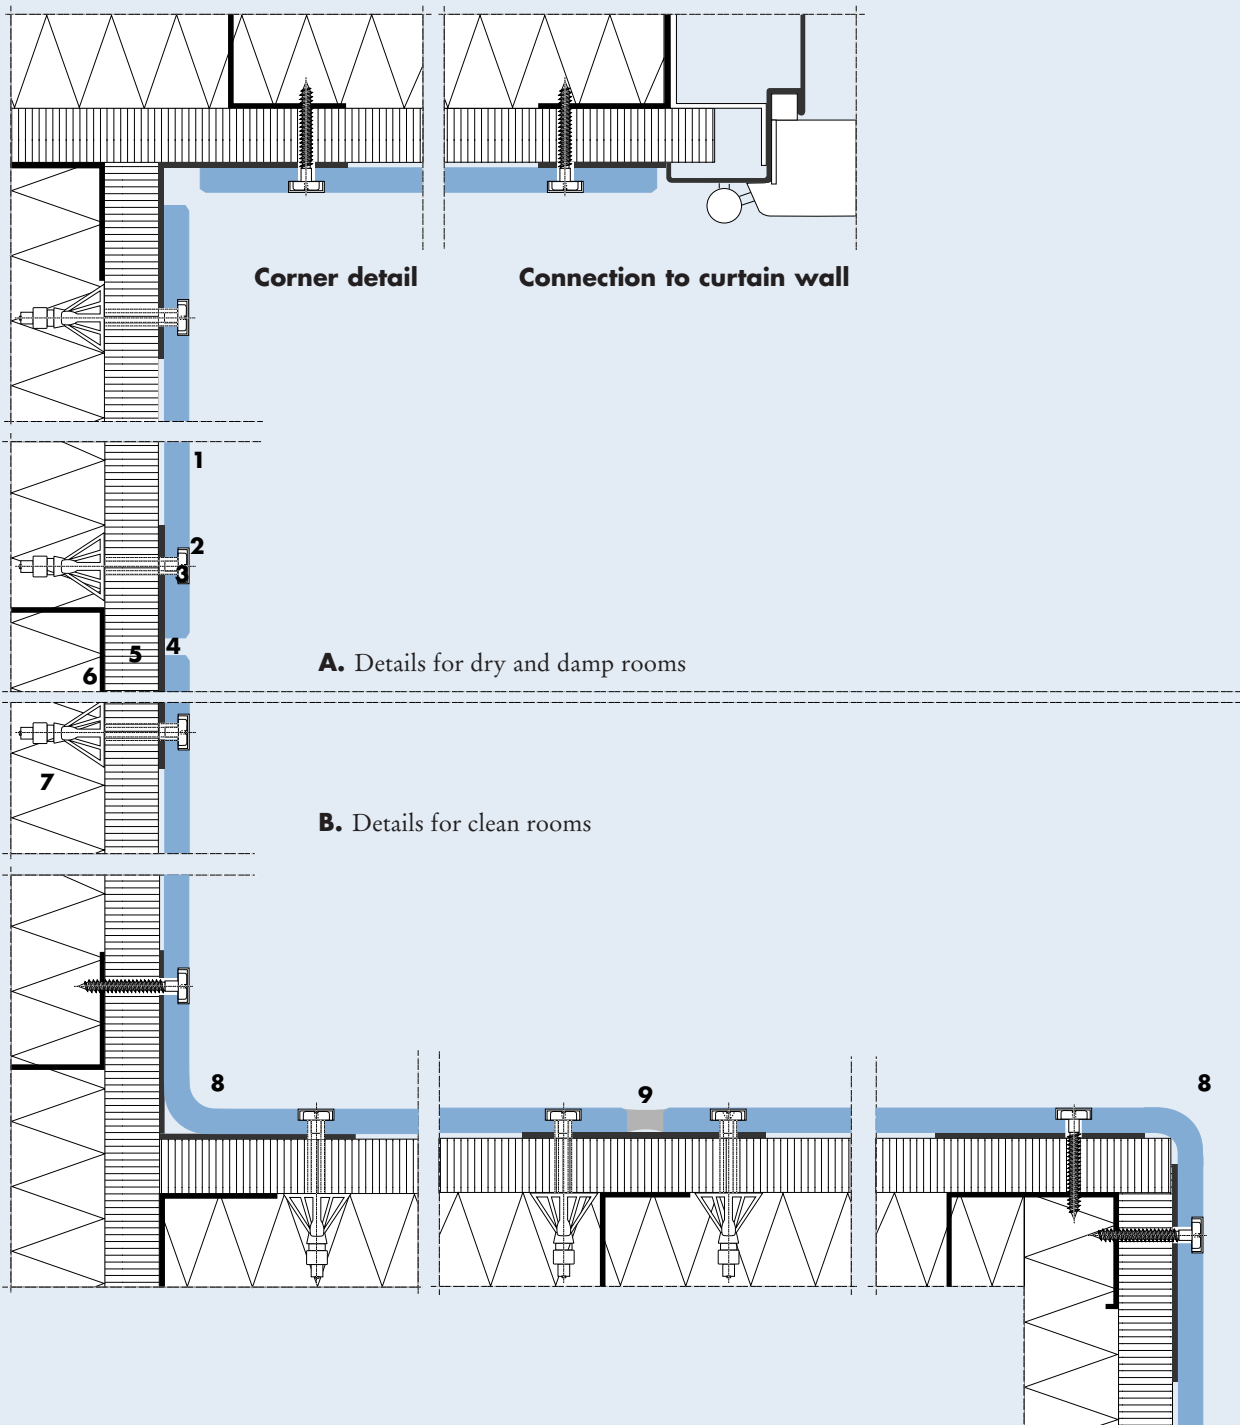 Corner detail
Connection to curtain wall
1
2
3
4
5
6
A. Details for dry and damp rooms
7
B. Details for clean rooms
8
9
8